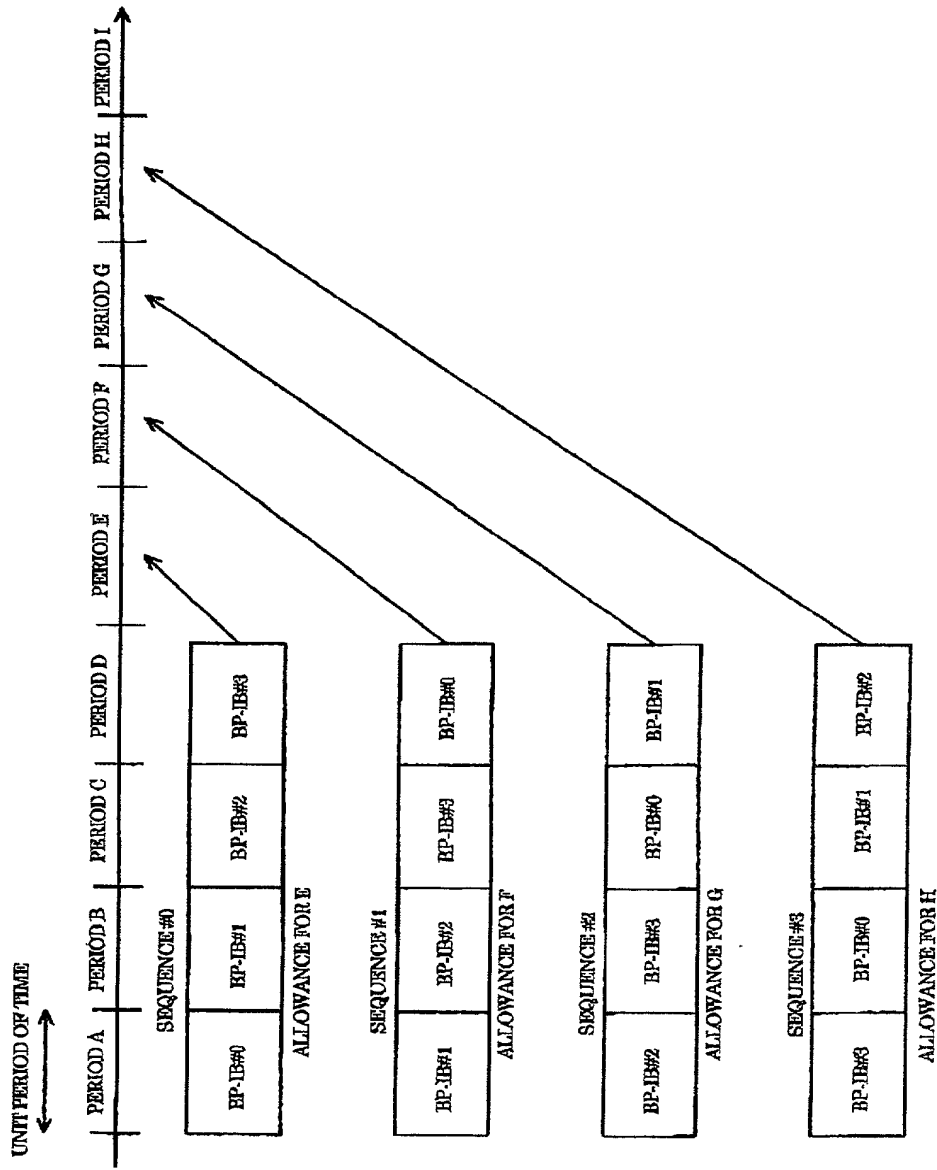 UNIT PERIOD OF TIME
PERIOD A PERIOD B PERIOD C PERIOD D PERIOD E PERIOD F PERIOD G PERIOD H PERIOD I
SEQUENCE #0
BP-IB#0 BP-IB#1 BP-IB#2 BP-IB#3
ALLOWANCE FOR E
SEQUENCE #1
BP-IB#1 BP-IB#2 BP-IB#3 BP-IB#0
ALLOWANCE FOR F
SEQUENCE #2
BP-IB#2 BP-IB#3 BP-IB#0 BP-IB#1
ALLOWANCE FOR G
SEQUENCE #3
BP-IB#3 BP-IB#0 BP-IB#1 BP-IB#2
ALLOWANCE FOR H